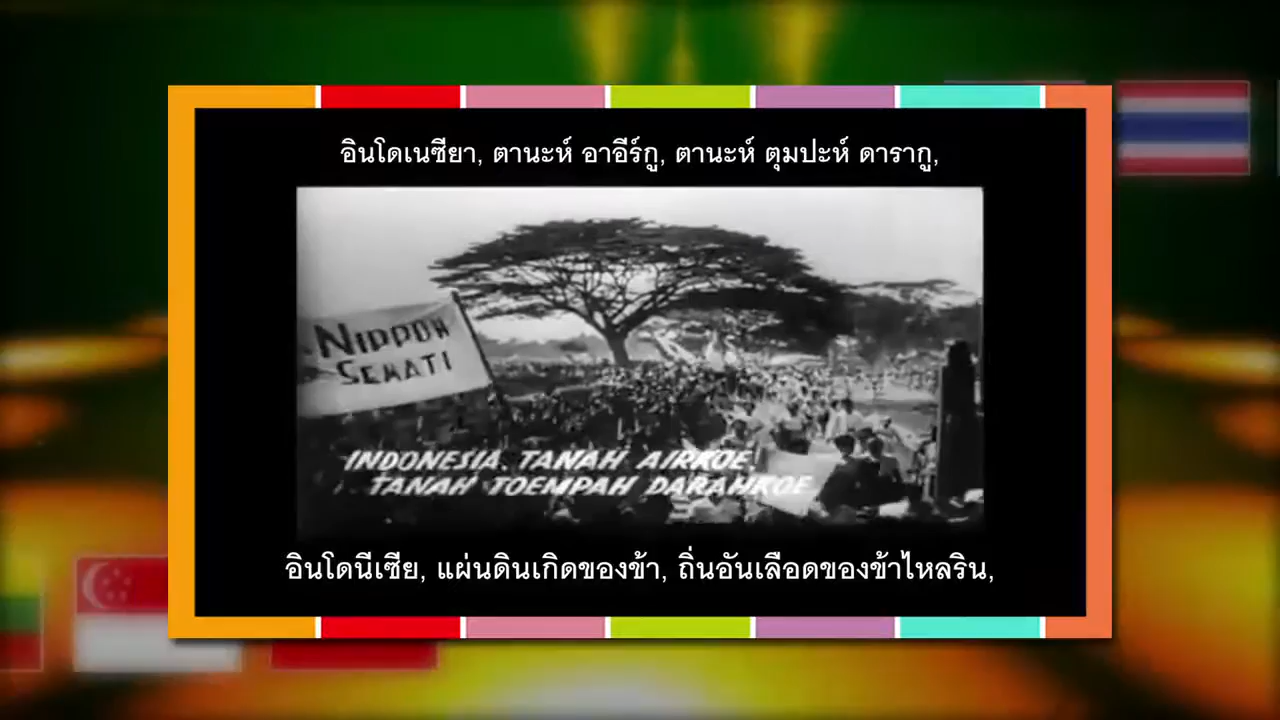 อินโดเนซียา, ตานะห์ อาอีร์กู, ตานะห์ ตุมปะห์ ดารากู,
NIPPON
SEHATI
INDONESIA. TANAH AIRKOE.
TANAH TOEMPAH DARAHKOE
อินโดนีเซีย, แผ่นดินเกิดของข้า, ถิ่นอันเลือดของข้าไหลริน,